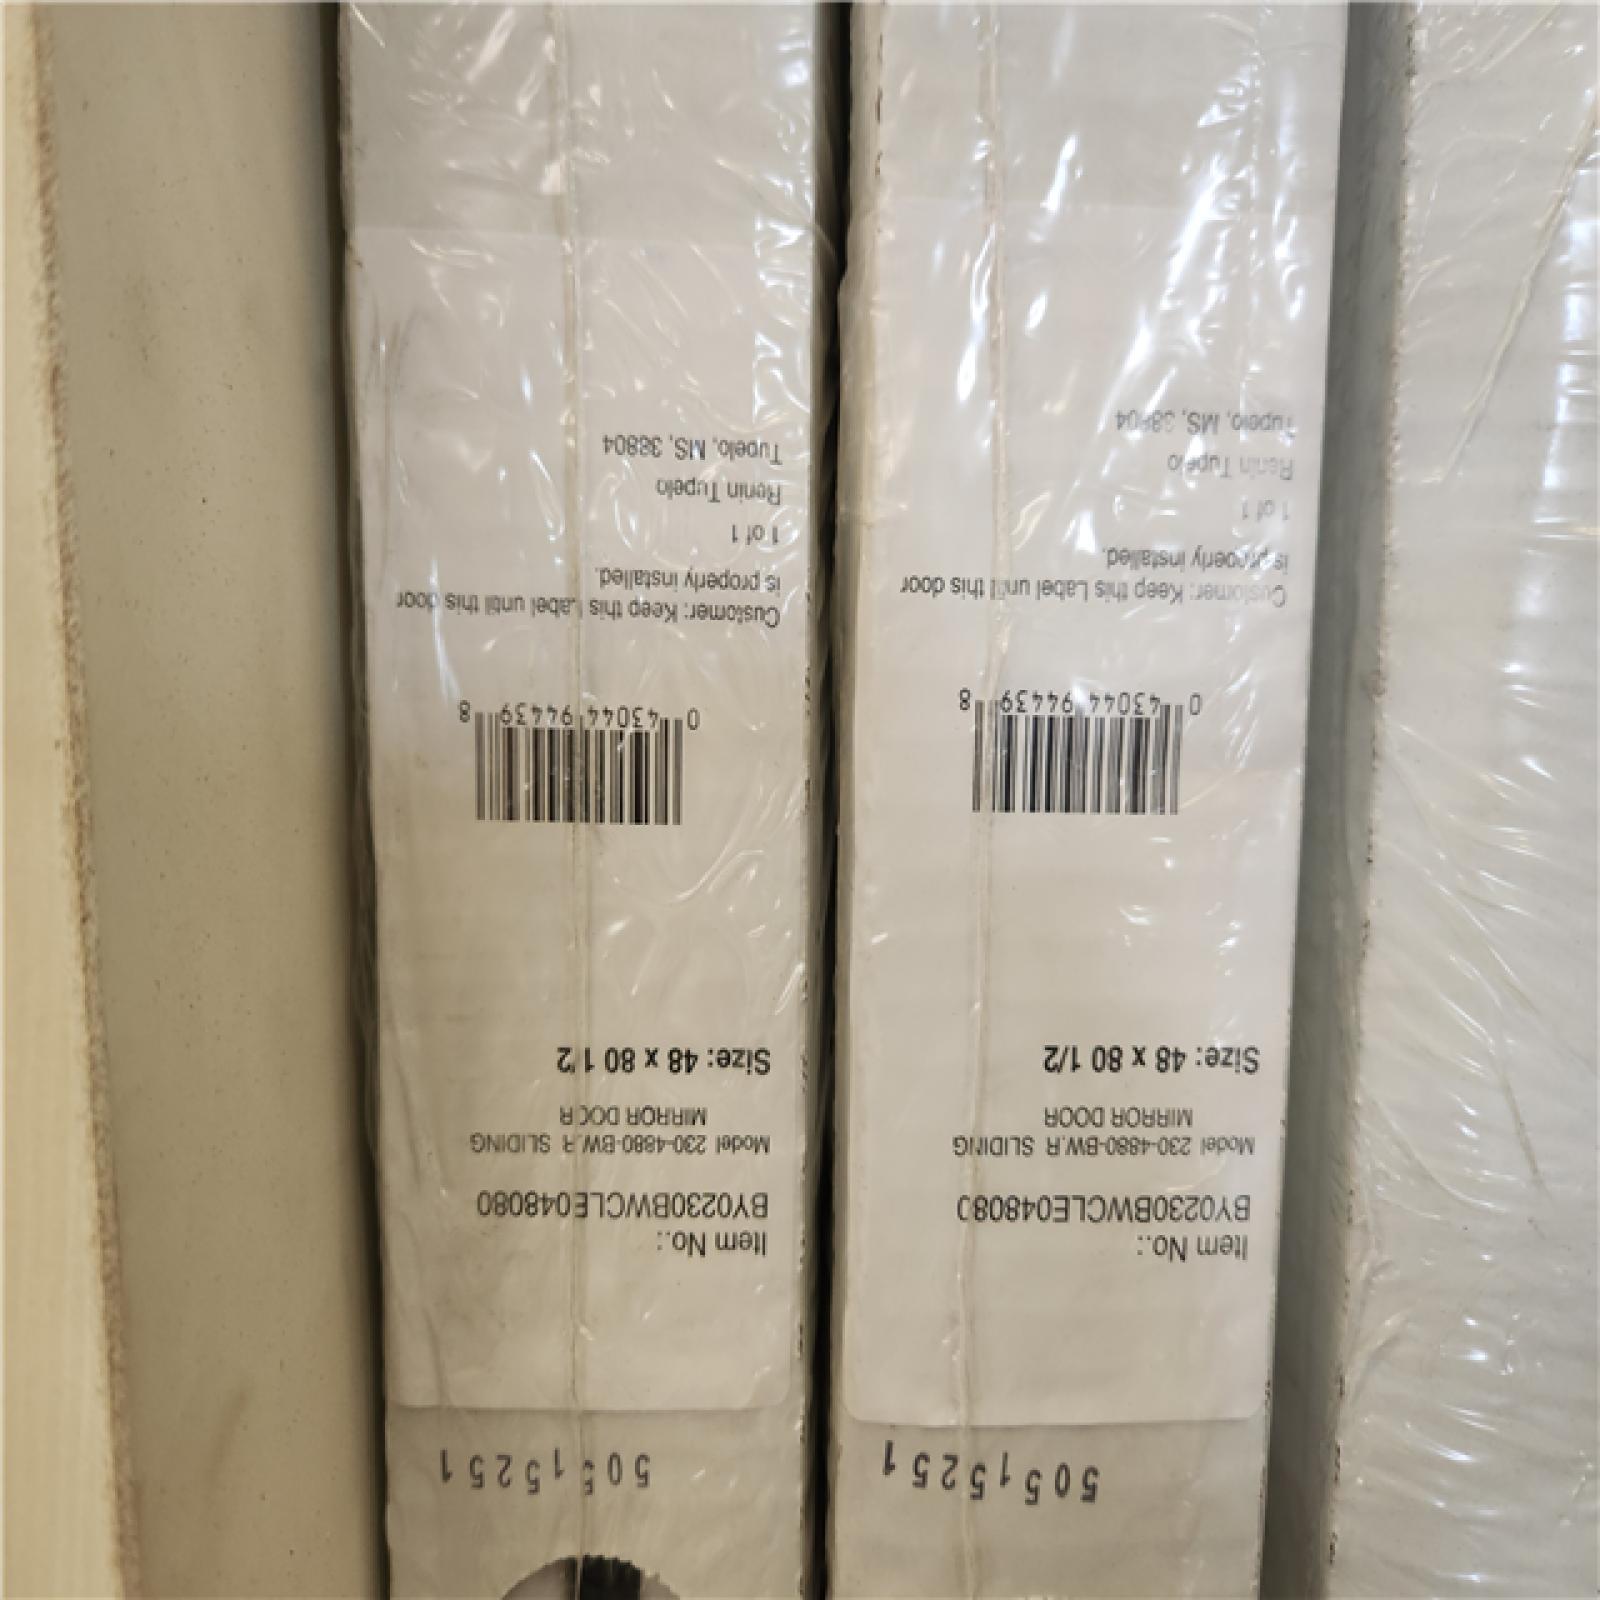 50515251
Item No.:
BY0230BWCLE048080
Model 230-4880-BW.R SLIDING
MIRROR DOOR
Size: 48 x 80 1/2
0 43044 94439 8
Customer: Keep this Label until this door
is properly installed.
1 of 1
Renin Tupelo
Tupelo, MS, 38804
50515251
Item No.:
BY0230BWCLE048080
Model 230-4880-BW.R SLIDING
MIRROR DOOR
Size: 48 x 80 1/2
0 43044 94439 8
Customer: Keep this Label until this door
is properly installed.
1 of 1
Renin Tupelo
Tupelo, MS, 38804